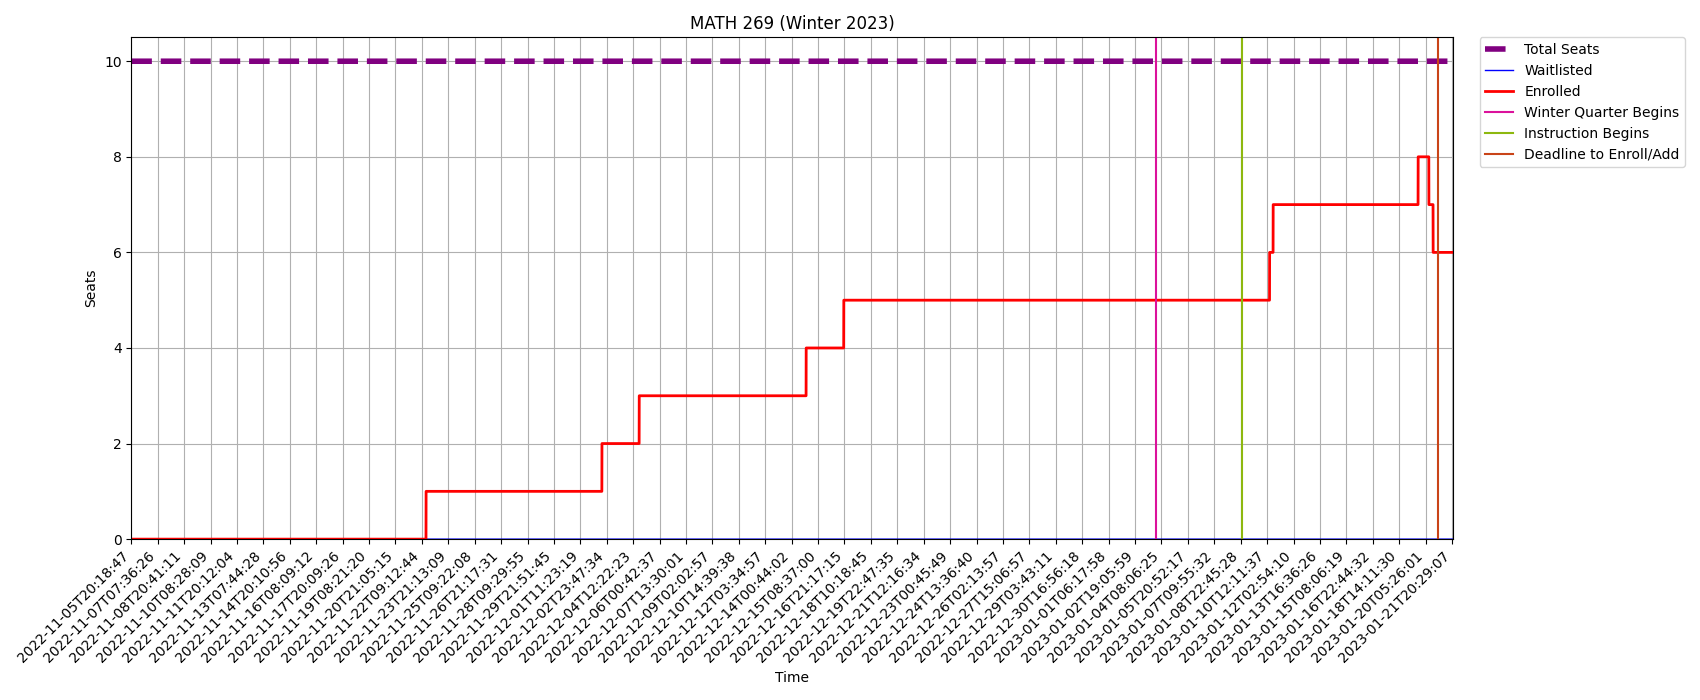 MATH 269 (Winter 2023)
Total Seats
Waitlisted
Enrolled
Winter Quarter Begins
Instruction Begins
Deadline to Enroll/Add
10
8
6
4
2
0
Seats
2022-11-05T20:18:47
2022-11-07T07:36:26
2022-11-08T20:41:11
2022-11-10T08:28:09
2022-11-11T20:12:04
2022-11-13T07:44:28
2022-11-14T20:10:56
2022-11-16T08:09:12
2022-11-17T20:09:26
2022-11-19T08:21:20
2022-11-20T21:05:15
2022-11-22T09:12:44
2022-11-23T21:13:09
2022-11-25T09:22:08
2022-11-26T21:17:31
2022-11-28T09:29:55
2022-11-29T21:51:45
2022-12-01T11:23:19
2022-12-02T23:47:34
2022-12-04T12:22:23
2022-12-06T00:42:37
2022-12-07T13:30:01
2022-12-09T02:02:57
2022-12-10T14:39:38
2022-12-12T03:34:57
2022-12-14T00:44:02
2022-12-15T08:37:00
2022-12-16T21:17:15
2022-12-18T10:18:45
2022-12-19T22:47:35
2022-12-21T12:16:34
2022-12-23T00:45:49
2022-12-24T13:36:40
2022-12-26T02:13:57
2022-12-27T15:06:57
2022-12-29T03:43:11
2022-12-30T16:56:18
2023-01-01T06:17:58
2023-01-02T19:05:59
2023-01-04T08:06:25
2023-01-05T20:52:17
2023-01-07T09:55:32
2023-01-08T22:45:28
2023-01-10T12:11:37
2023-01-12T02:54:10
2023-01-13T16:36:26
2023-01-15T08:06:19
2023-01-16T22:44:32
2023-01-18T14:11:30
2023-01-20T05:26:01
2023-01-21T20:29:07
Time